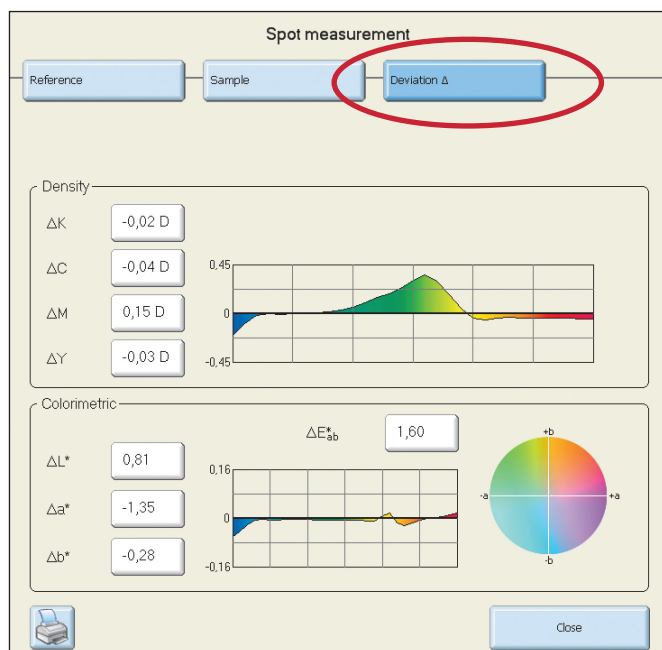 Spot measurement
Reference Sample Deviation Δ
Density
ΔK -0,02 D
ΔC -0,04 D
ΔM 0,15 D
ΔY -0,03 D
0,45
0
-0,45
Colorimetric
ΔE*ab 1,60
ΔL* 0,81
Δa* -1,35
Δb* -0,28
0,16
0
-0,16
+b
-a +a
-b
Close